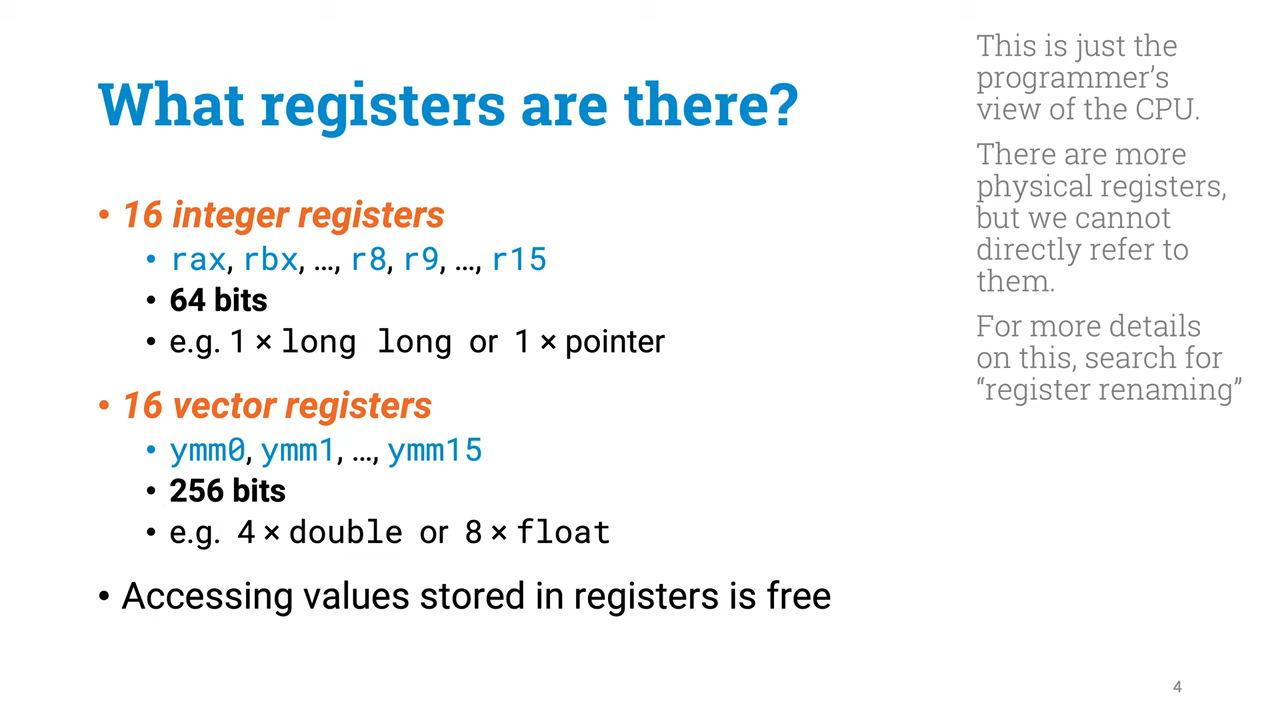 What registers are there?
• 16 integer registers
• rax, rbx, …, r8, r9, …, r15
• 64 bits
• e.g. 1 × long long or 1 × pointer
• 16 vector registers
• ymm0, ymm1, …, ymm15
• 256 bits
• e.g. 4 × double or 8 × float
• Accessing values stored in registers is free
This is just the
programmer’s
view of the CPU.
There are more
physical registers,
but we cannot
directly refer to
them.
For more details
on this, search for
“register renaming”
4